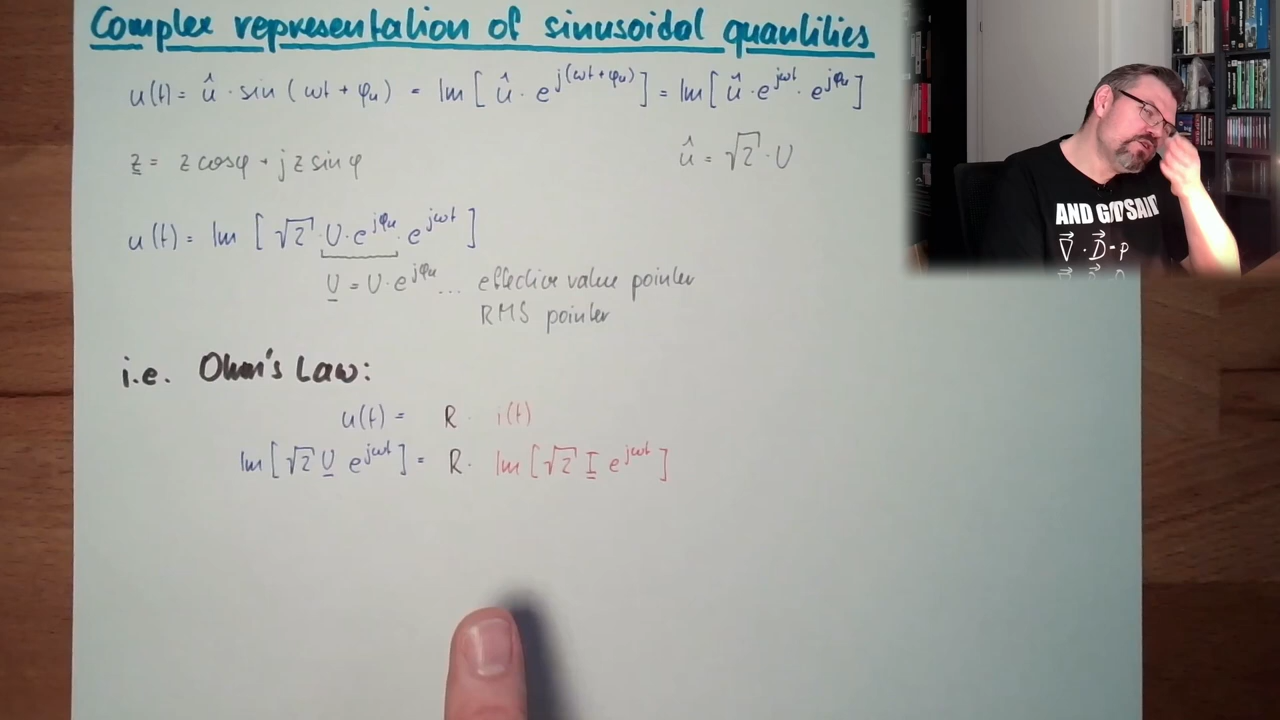 Complex representation of sinusoidal quantities
u(t) = û · sin (ωt + φᵤ) = Im [ û · e^{j(ωt+φᵤ)} ] = Im [ û · e^{jωt} · e^{jφᵤ} ]
z̲ = z cosφ + j z sin φ
û = √2 · U
u(t) = Im [ √2 · U · e^{jφᵤ} · e^{jωt} ]
U̲ = U · e^{jφᵤ} ... effective value pointer
RMS pointer
i.e. Ohm's Law:
u(t) = R · i(t)
Im [ √2 U̲ e^{jωt} ] = R · Im [ √2 I̲ e^{jωt} ]
AND GOD SAID
∇⃗ · D⃗ = ρ